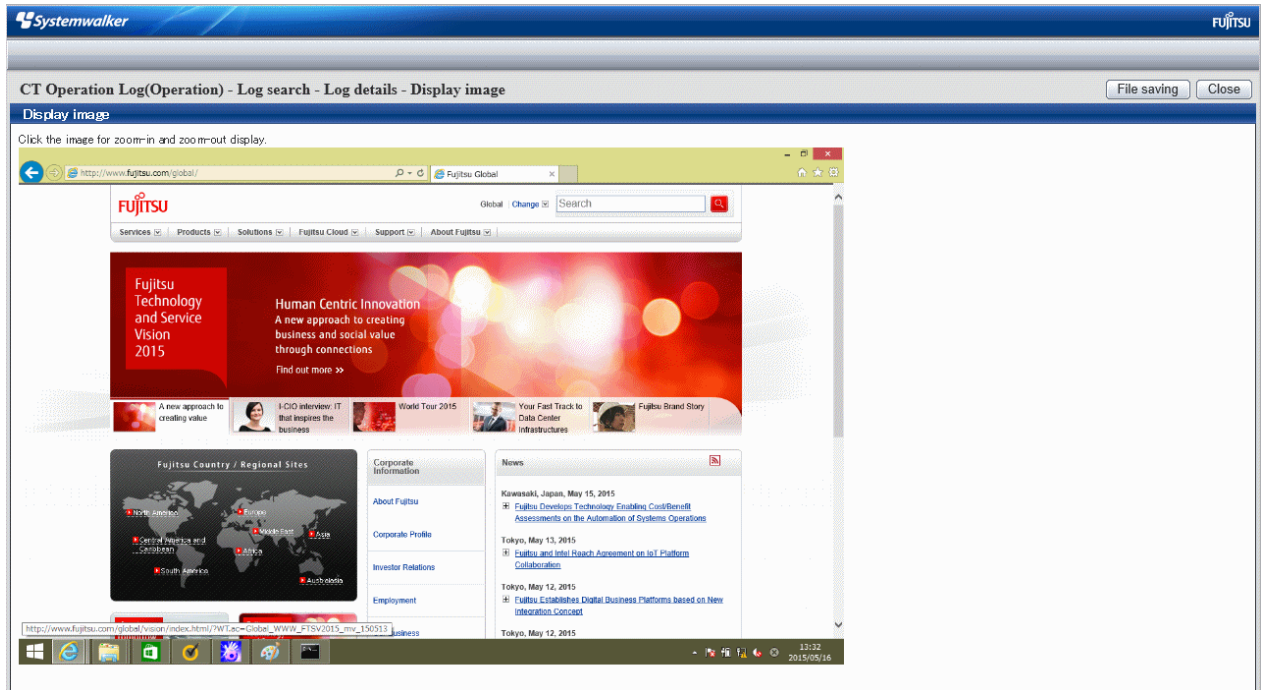 Systemwalker
FUJITSU
CT Operation Log(Operation) - Log search - Log details - Display image
File saving
Close
Display image
Click the image for zoom-in and zoom-out display.
http://www.fujitsu.com/global/
Fujitsu Global
FUJITSU
Global
Change
Search
Services
Products
Solutions
Fujitsu Cloud
Support
About Fujitsu
Fujitsu
Technology
and Service
Vision
2015
Human Centric Innovation
A new approach to creating
business and social value
through connections
Find out more >>
A new approach to
creating value
I-CIO interview: IT
that inspires the
business
World Tour 2015
Your Fast Track to
Data Center
Infrastructures
Fujitsu Brand Story
Fujitsu Country / Regional Sites
North America
Europe
Middle East
Asia
Central America and
Caribbean
Africa
South America
Australasia
Corporate
Information
About Fujitsu
Corporate Profile
Investor Relations
Employment
News
Kawasaki, Japan, May 15, 2015
Fujitsu Develops Technology Enabling Cost/Benefit
Assessments on the Automation of Systems Operations
Tokyo, May 13, 2015
Fujitsu and Intel Reach Agreement on IoT Platform
Collaboration
Tokyo, May 12, 2015
Fujitsu Establishes Digital Business Platforms based on New
Integration Concept
Tokyo, May 12, 2015
http://www.fujitsu.com/global/vision/index.html/?WT.ac=Global_WWW_FTSV2015_mv_150513
13:32
2015/05/16